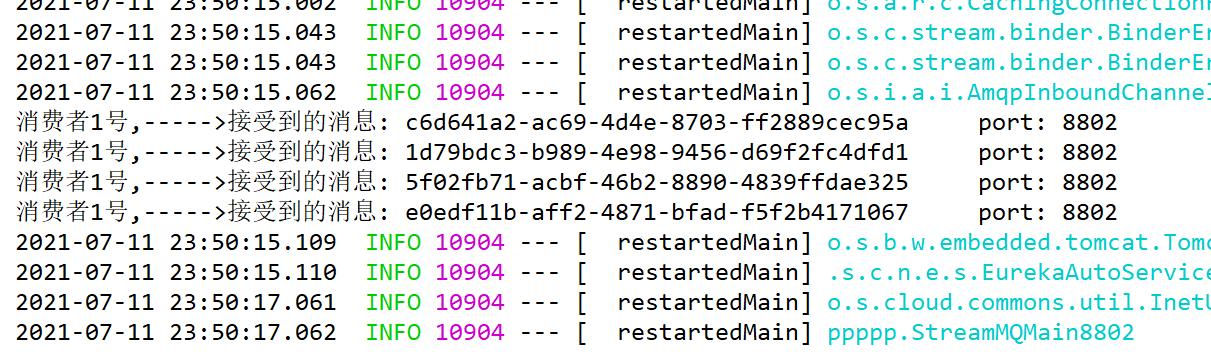 2021-07-11 23:50:15.002  INFO 10904 --- [  restartedMain] o.s.a.r.c.CachingConnectionF
2021-07-11 23:50:15.043  INFO 10904 --- [  restartedMain] o.s.c.stream.binder.BinderEr
2021-07-11 23:50:15.043  INFO 10904 --- [  restartedMain] o.s.c.stream.binder.BinderEr
2021-07-11 23:50:15.062  INFO 10904 --- [  restartedMain] o.s.i.a.i.AmqpInboundChannel
消费者1号,----->接受到的消息: c6d641a2-ac69-4d4e-8703-ff2889cec95a	 port: 8802
消费者1号,----->接受到的消息: 1d79bdc3-b989-4e98-9456-d69f2fc4dfd1	 port: 8802
消费者1号,----->接受到的消息: 5f02fb71-acbf-46b2-8890-4839ffdae325	 port: 8802
消费者1号,----->接受到的消息: e0edf11b-aff2-4871-bfad-f5f2b4171067	 port: 8802
2021-07-11 23:50:15.109  INFO 10904 --- [  restartedMain] o.s.b.w.embedded.tomcat.Tomc
2021-07-11 23:50:15.110  INFO 10904 --- [  restartedMain] .s.c.n.e.s.EurekaAutoService
2021-07-11 23:50:17.061  INFO 10904 --- [  restartedMain] o.s.cloud.commons.util.InetU
2021-07-11 23:50:17.062  INFO 10904 --- [  restartedMain] ppppp.StreamMQMain8802